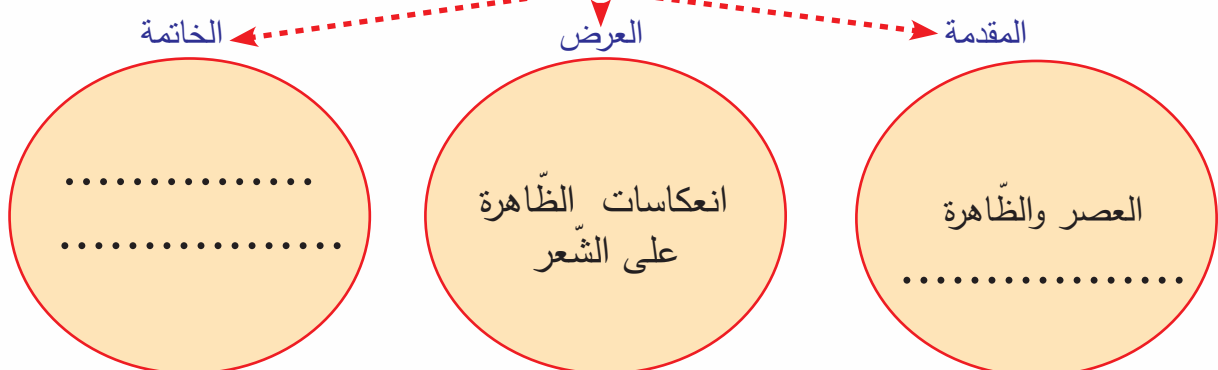 المقدمة
العرض
الخاتمة
العصر والظّاهرة
.................
انعكاسات الظّاهرة
على الشّعر
...............
.................